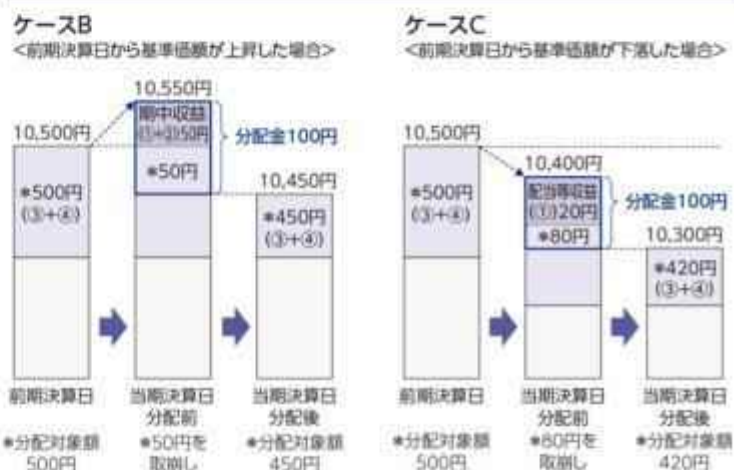 ケースB
<前期決算日から基準価額が上昇した場合>
10,550円
10,500円
期中収益
(①+②)50円
分配金100円
*50円
*500円
(③+④)
10,450円
*450円
(③+④)
前期決算日
当期決算日
分配前
当期決算日
分配後
*分配対象額
500円
*50円を
取崩し
*分配対象額
450円
ケースC
<前期決算日から基準価額が下落した場合>
10,500円
10,400円
*500円
(③+④)
配当等収益
(①)20円
分配金100円
*80円
10,300円
*420円
(③+④)
前期決算日
当期決算日
分配前
当期決算日
分配後
*分配対象額
500円
*80円を
取崩し
*分配対象額
420円